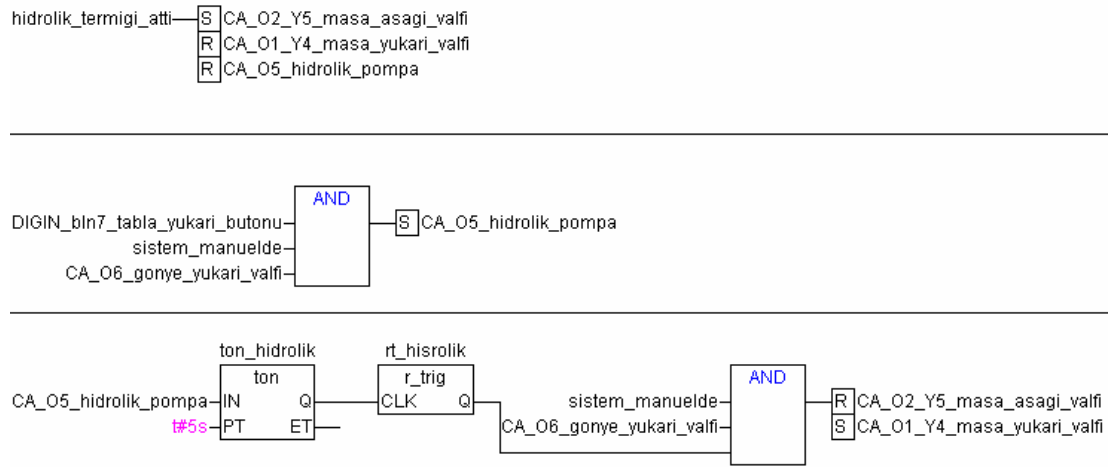 hidrolik_termigi_atti S CA_O2_Y5_masa_asagi_valfi
R CA_O1_Y4_masa_yukari_valfi
R CA_O5_hidrolik_pompa
AND
DIGIN_bIn7_tabla_yukari_butonu S CA_O5_hidrolik_pompa
sistem_manuelde
CA_O6_gonye_yukari_valfi
ton_hidrolik rt_hisrolik
ton r_trig AND
CA_O5_hidrolik_pompa IN Q CLK Q sistem_manuelde R CA_O2_Y5_masa_asagi_valfi
t#5s PT ET CA_O6_gonye_yukari_valfi S CA_O1_Y4_masa_yukari_valfi